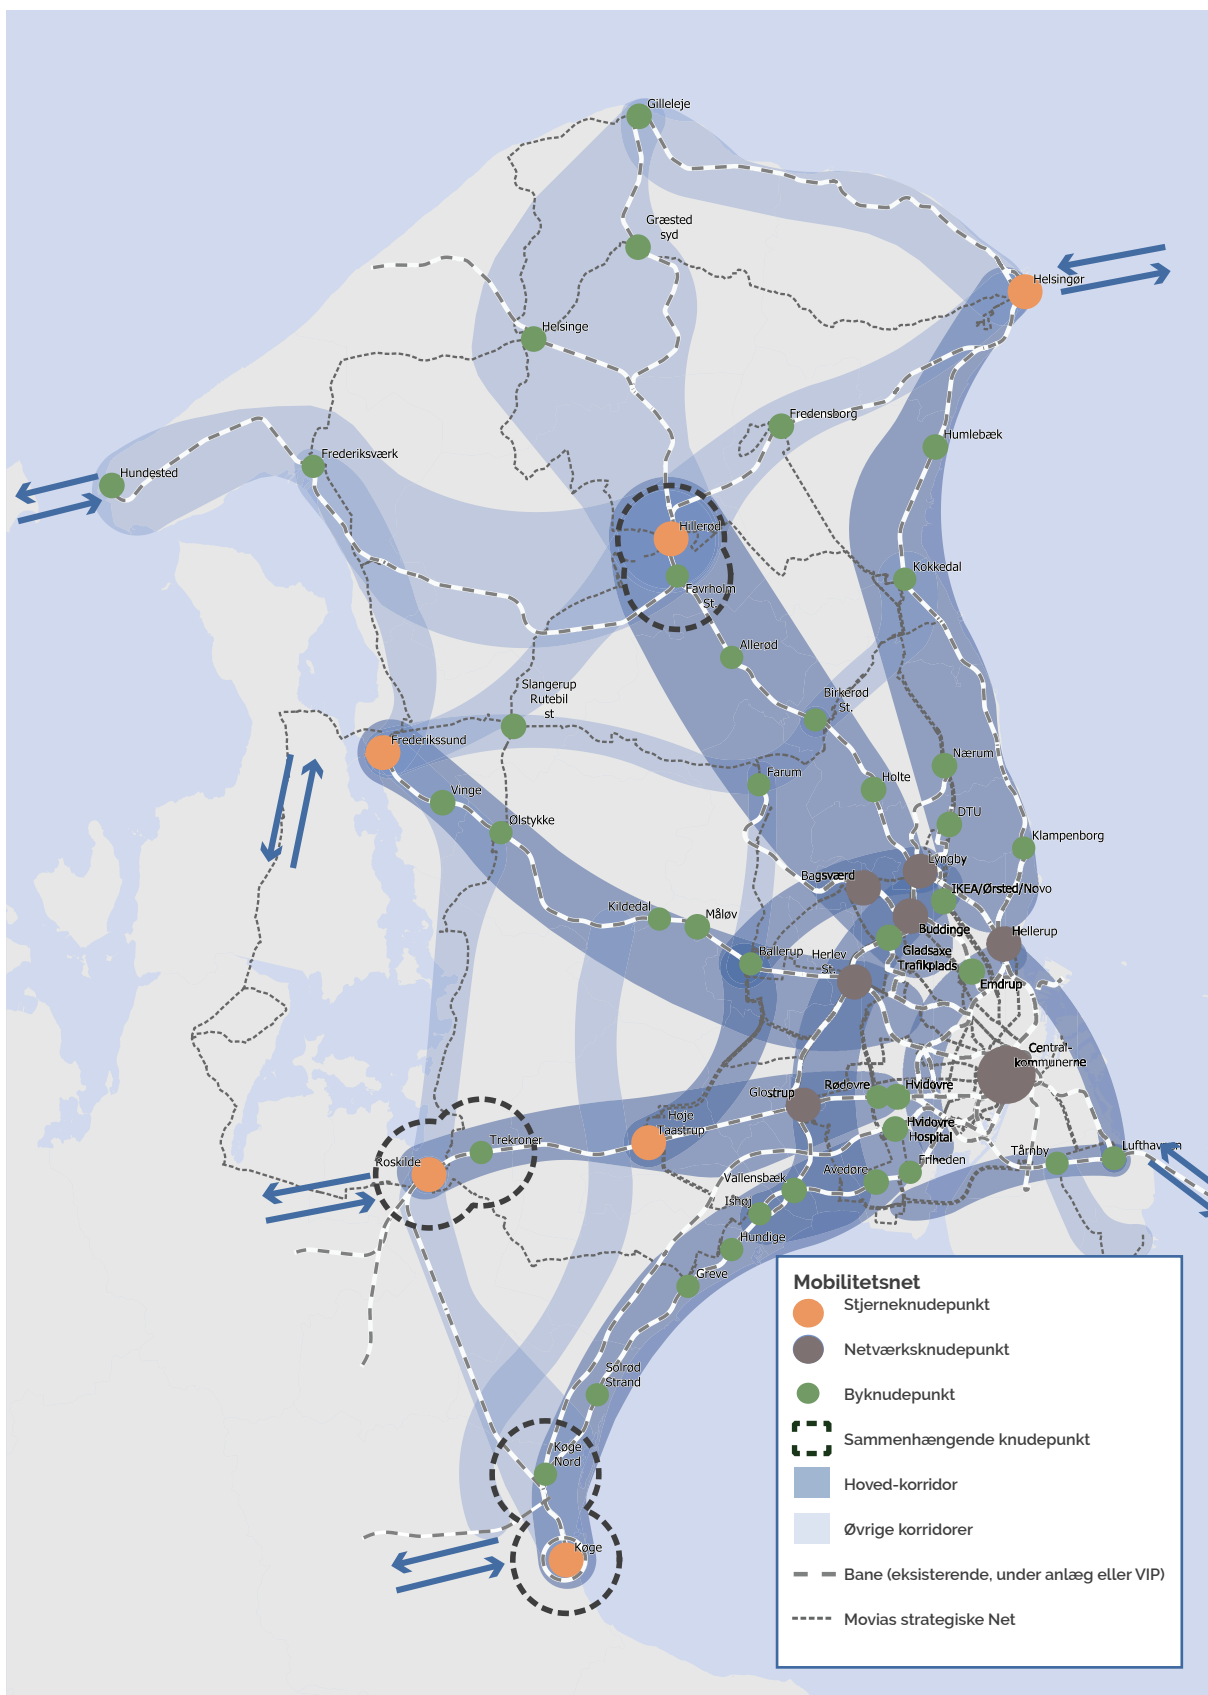 Gilleleje
Græsted
syd
Helsingør
Helsinge
Fredensborg
Humlebæk
Frederiksværk
Hundested
Hillerød
Kokkedal
Favrholm
St.
Allerød
Slangerup
Rutebil
st
Birkerød
St.
Frederikssund
Nærum
Farum
Holte
Vinge
DTU
Ølstykke
Klampenborg
Lyngby
Bagsværd
IKEA/Ørsted/Novo
Kildedal
Måløv
Buddinge
Hellerup
Ballerup
Herlev
St.
Gladsaxe
Trafikplads
Emdrup
Central-
kommunerne
Glostrup
Rødovre
Hvidovre
Høje
Taastrup
Hvidovre
Hospital
Trekroner
Roskilde
Tårnby
Lufthavnen
Avedøre
Friheden
Vallensbæk
Ishøj
Hundige
Greve
Solrød
Strand
Køge
Nord
Køge
Mobilitetsnet
Stjerneknudepunkt
Netværksknudepunkt
Byknudepunkt
Sammenhængende knudepunkt
Hoved-korridor
Øvrige korridorer
Bane (eksisterende, under anlæg eller VIP)
Movias strategiske Net